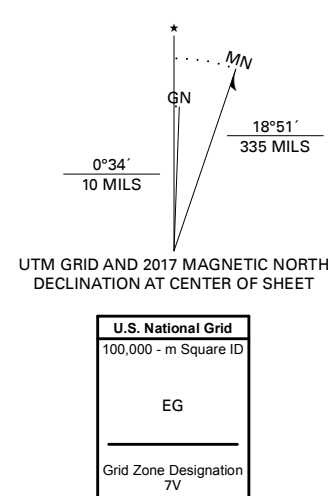 ★
MN
GN
18°51´
335 MILS
0°34´
10 MILS
UTM GRID AND 2017 MAGNETIC NORTH
DECLINATION AT CENTER OF SHEET
U.S. National Grid
100,000 - m Square ID
EG
Grid Zone Designation
7V